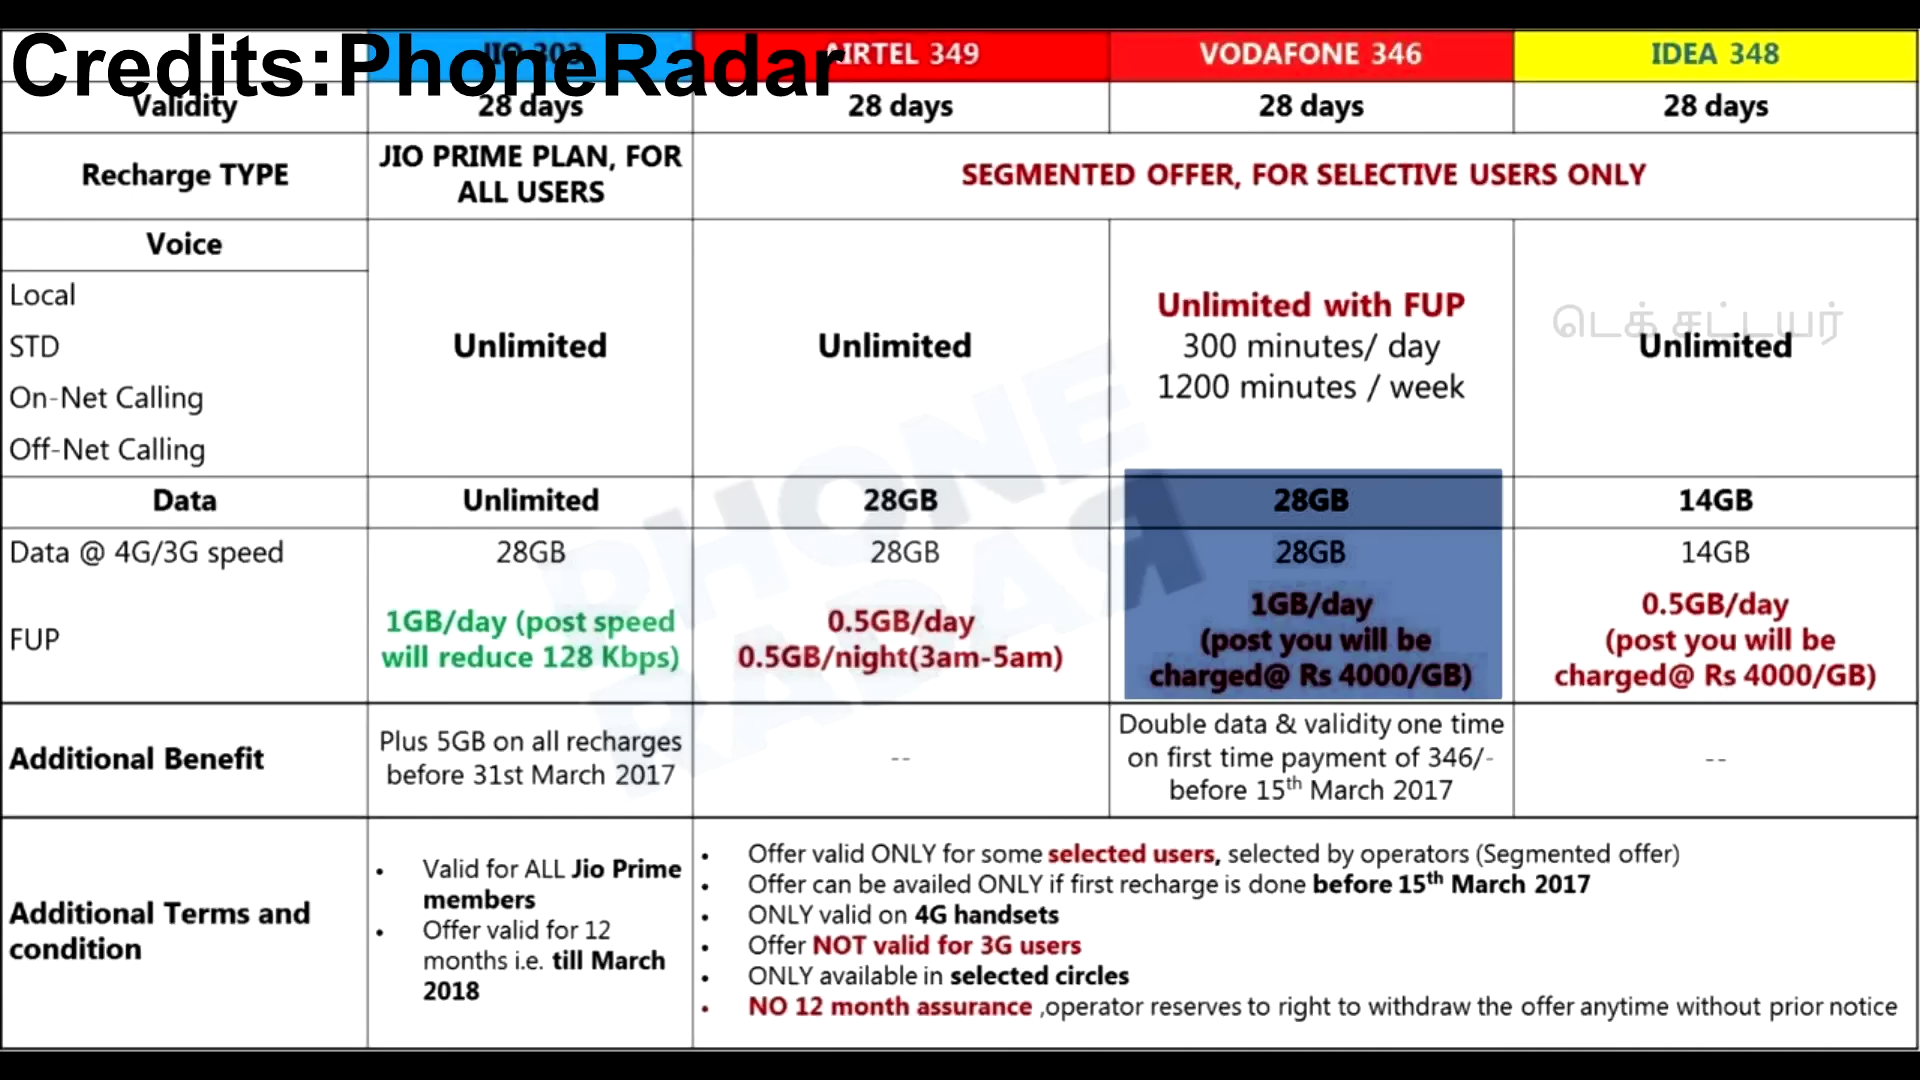 Credits:PhoneRadar
JIO 303 AIRTEL 349 VODAFONE 346 IDEA 348
Validity 28 days 28 days 28 days 28 days
Recharge TYPE JIO PRIME PLAN, FOR ALL USERS SEGMENTED OFFER, FOR SELECTIVE USERS ONLY
Voice
Local
STD
On-Net Calling
Off-Net Calling
Unlimited
Unlimited
Unlimited with FUP
300 minutes/ day
1200 minutes / week
டெக் சட்டயர்
Unlimited
Data Unlimited 28GB 28GB 14GB
Data @ 4G/3G speed 28GB 28GB 28GB 14GB
FUP
1GB/day (post speed
will reduce 128 Kbps)
0.5GB/day
0.5GB/night(3am-5am)
1GB/day
(post you will be
charged@ Rs 4000/GB)
0.5GB/day
(post you will be
charged@ Rs 4000/GB)
PHONE
RADAR
Additional Benefit
Plus 5GB on all recharges
before 31st March 2017
--
Double data & validity one time
on first time payment of 346/-
before 15th March 2017
--
Additional Terms and
condition
• Valid for ALL Jio Prime
members
• Offer valid for 12
months i.e. till March
2018
• Offer valid ONLY for some selected users, selected by operators (Segmented offer)
• Offer can be availed ONLY if first recharge is done before 15th March 2017
• ONLY valid on 4G handsets
• Offer NOT valid for 3G users
• ONLY available in selected circles
• NO 12 month assurance ,operator reserves to right to withdraw the offer anytime without prior notice